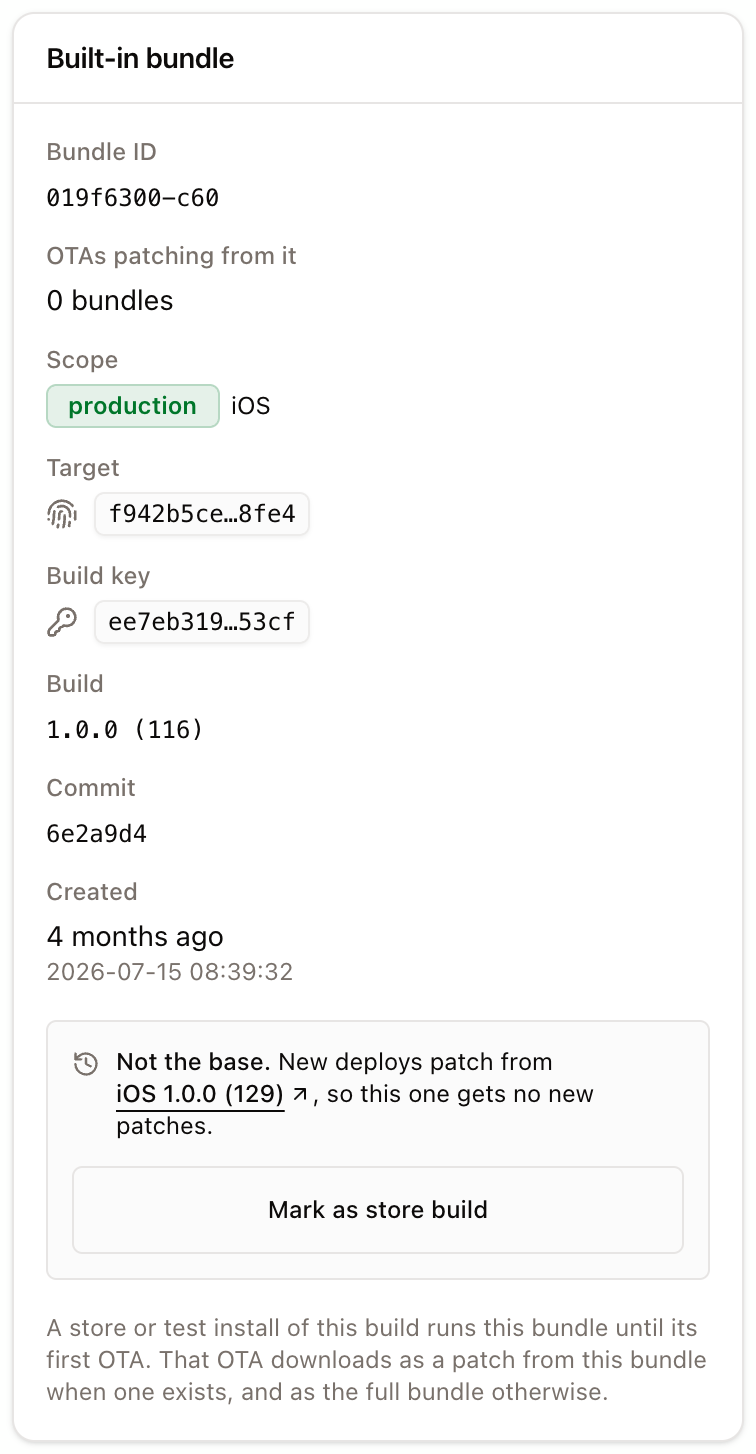 Built-in bundle
Bundle ID
019f6300-c60
OTAs patching from it
0 bundles
Scope
production iOS
Target
f942b5ce…8fe4
Build key
ee7eb319…53cf
Build
1.0.0 (116)
Commit
6e2a9d4
Created
4 months ago
2026-07-15 08:39:32
Not the base. New deploys patch from
iOS 1.0.0 (129) ↗, so this one gets no new
patches.
Mark as store build
A store or test install of this build runs this bundle until its
first OTA. That OTA downloads as a patch from this bundle
when one exists, and as the full bundle otherwise.